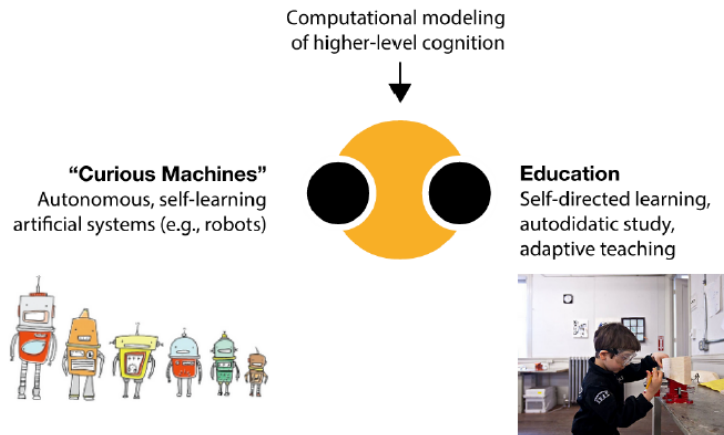 Computational modeling
of higher-level cognition
“Curious Machines”
Autonomous, self-learning
artificial systems (e.g., robots)
Education
Self-directed learning,
autodidatic study,
adaptive teaching